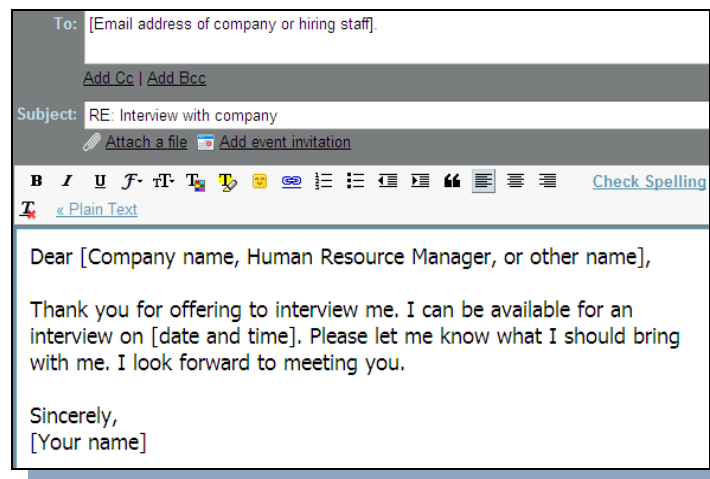 To: [Email address of company or hiring staff].
Add Cc | Add Bcc
Subject: RE: Interview with company
Attach a file Add event invitation
B I U F TT T T Check Spelling
T « Plain Text
Dear [Company name, Human Resource Manager, or other name],
Thank you for offering to interview me. I can be available for an
interview on [date and time]. Please let me know what I should bring
with me. I look forward to meeting you.
Sincerely,
[Your name]